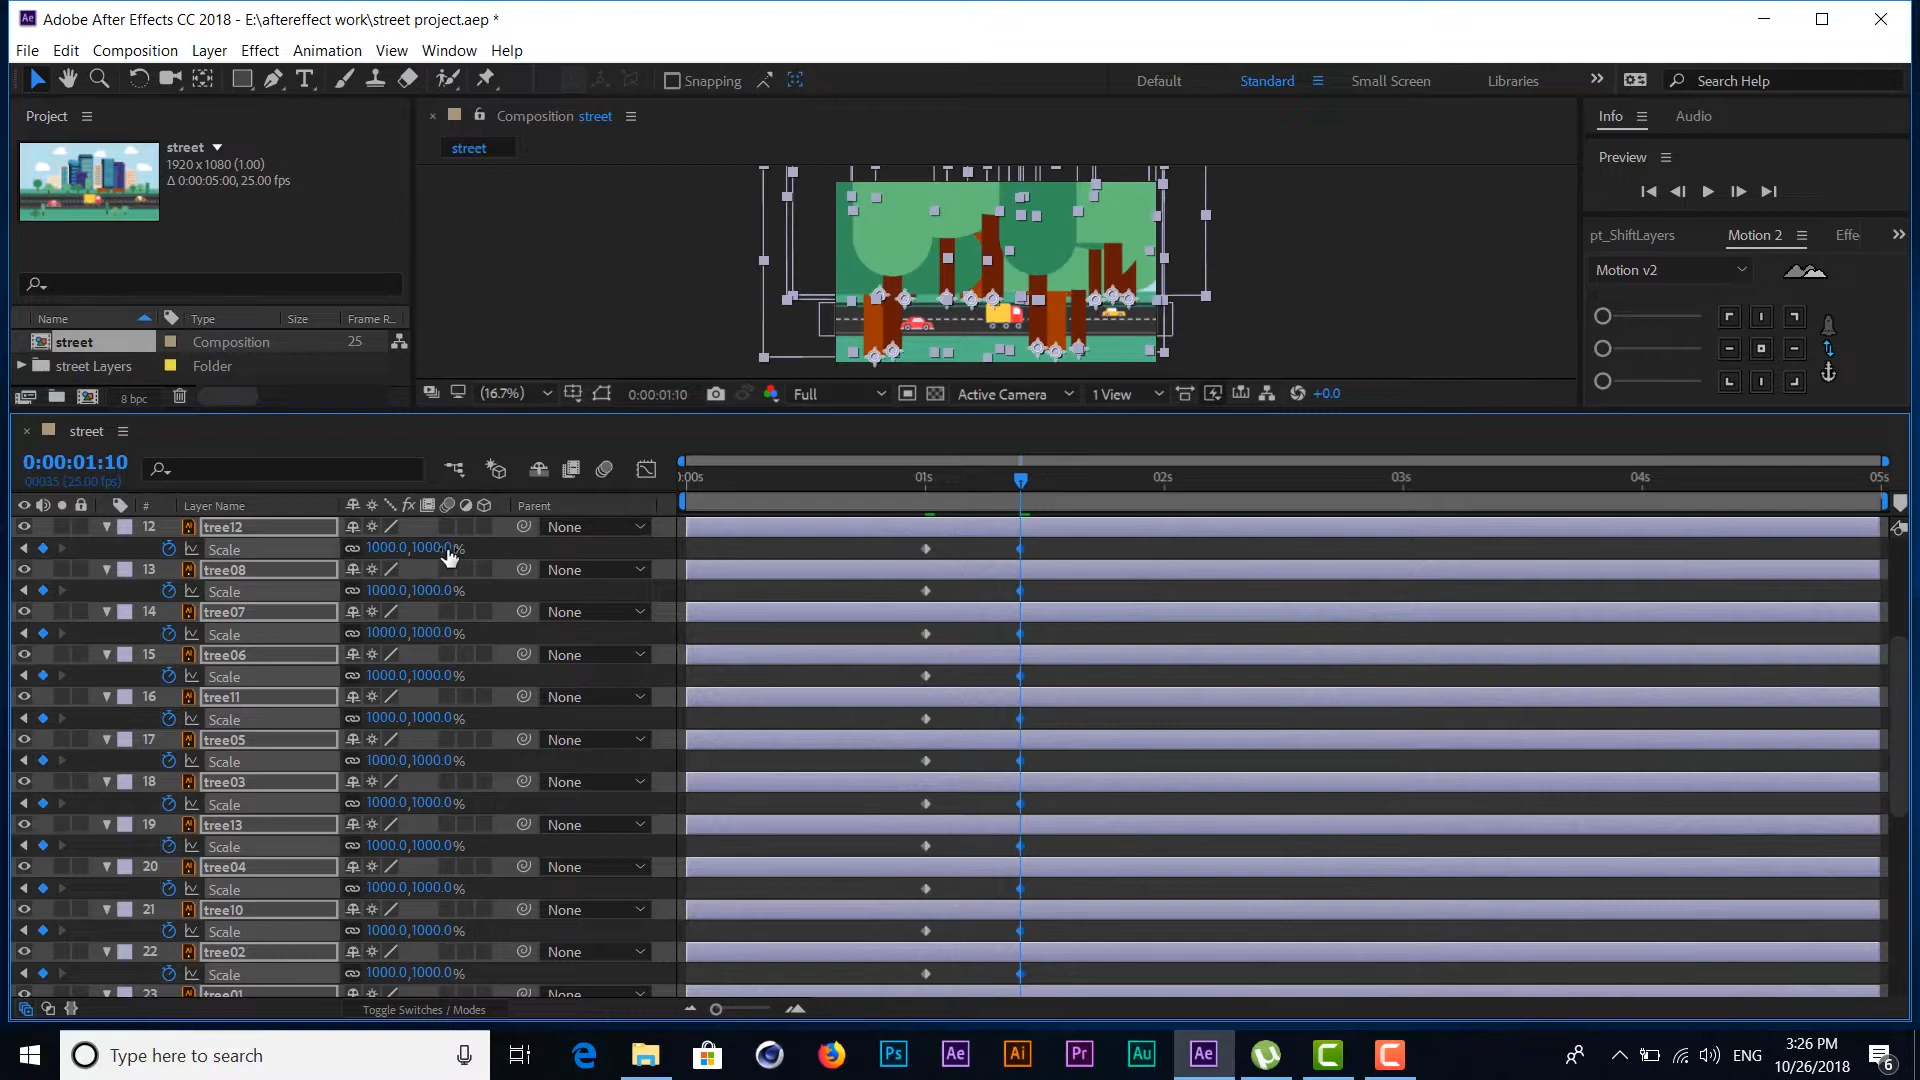 Adobe After Effects CC 2018 - E:\aftereffect work\street project.aep *
File Edit Composition Layer Effect Animation View Window Help
Snapping Default Standard Small Screen Libraries Search Help
Project Composition street Info Audio
street
1920 x 1080 (1.00)
Δ 0:00:05:00, 25.00 fps)
street
Preview
pt_ShiftLayers Motion 2 Effe
Motion v2
Name Type Size Frame R...
street Composition 25
street Layers Folder
8 bpc
(16.7%) 0:00:01:10 Full Active Camera 1 View +0.0
street
0:00:01:10
00035 (25.00 fps)
):00s 01s 02s 03s 04s 05s
# Layer Name Parent
12 tree12 None
Scale 1000.0,1000.0%
13 tree08 None
Scale 1000.0,1000.0%
14 tree07 None
Scale 1000.0,1000.0%
15 tree06 None
Scale 1000.0,1000.0%
16 tree11 None
Scale 1000.0,1000.0%
17 tree05 None
Scale 1000.0,1000.0%
18 tree03 None
Scale 1000.0,1000.0%
19 tree13 None
Scale 1000.0,1000.0%
20 tree04 None
Scale 1000.0,1000.0%
21 tree10 None
Scale 1000.0,1000.0%
22 tree02 None
Scale 1000.0,1000.0%
23 tree01 None
Toggle Switches / Modes
Type here to search Ps Ae Ai Pr Au Ae ENG 3:26 PM
10/26/2018 6